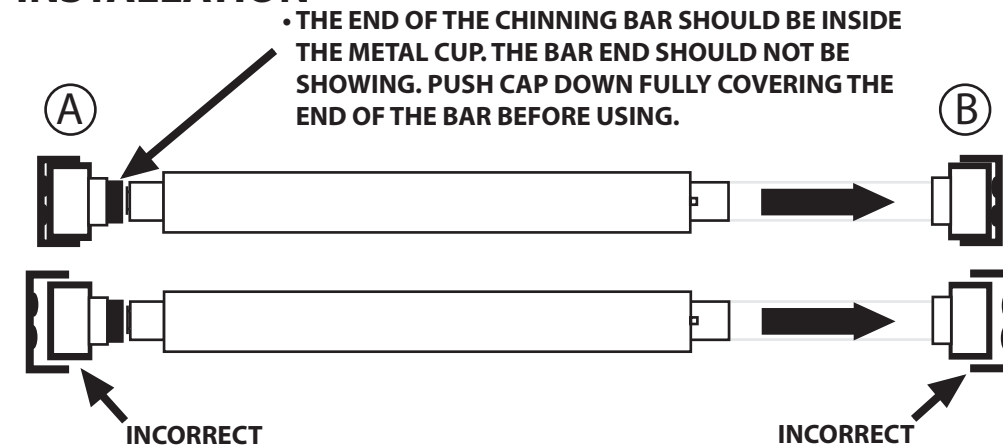 INSTALLATION
• THE END OF THE CHINNING BAR SHOULD BE INSIDE
THE METAL CUP. THE BAR END SHOULD NOT BE
SHOWING. PUSH CAP DOWN FULLY COVERING THE
END OF THE BAR BEFORE USING.
A
B
INCORRECT
INCORRECT